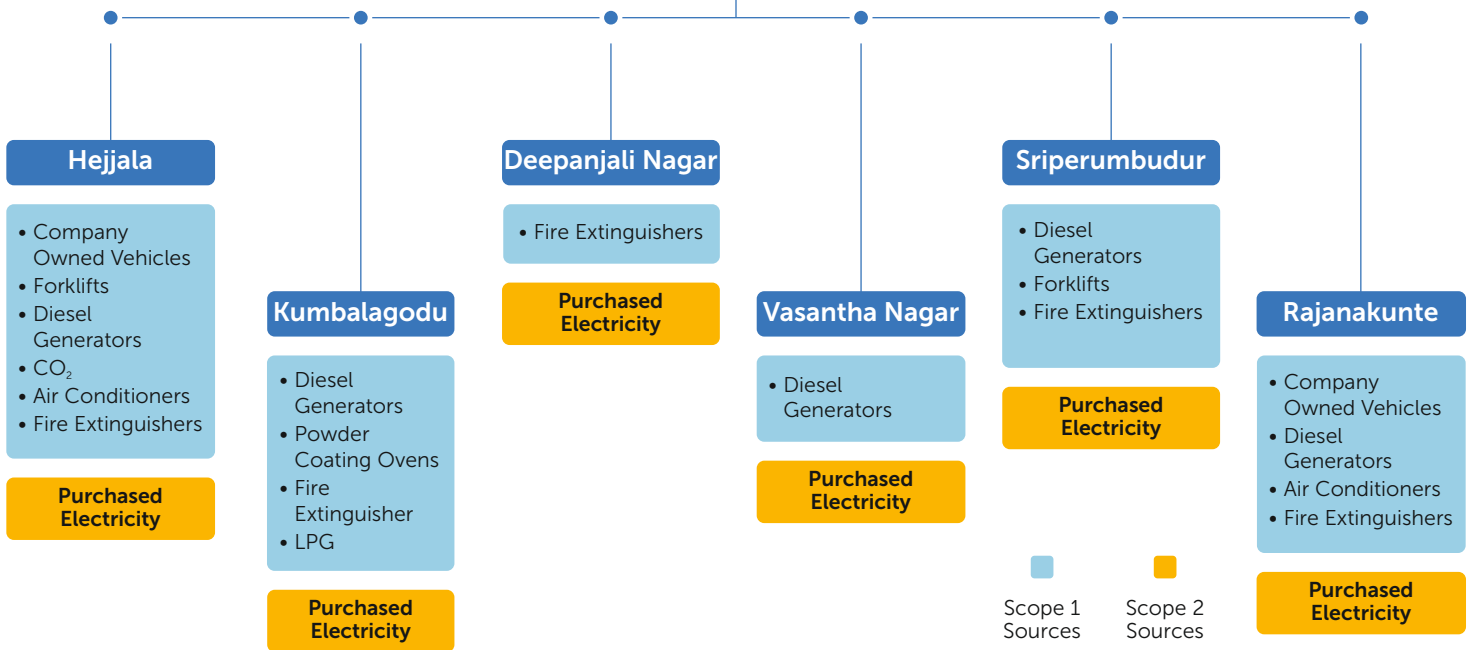 Hejjala
• Company
Owned Vehicles
• Forklifts
• Diesel
Generators
• CO₂
• Air Conditioners
• Fire Extinguishers
Purchased
Electricity
Kumbalagodu
• Diesel
Generators
• Powder
Coating Ovens
• Fire
Extinguisher
• LPG
Purchased
Electricity
Deepanjali Nagar
• Fire Extinguishers
Purchased
Electricity
Vasantha Nagar
• Diesel
Generators
Purchased
Electricity
Sriperumbudur
• Diesel
Generators
• Forklifts
• Fire Extinguishers
Purchased
Electricity
Rajanakunte
• Company
Owned Vehicles
• Diesel
Generators
• Air Conditioners
• Fire Extinguishers
Purchased
Electricity
Scope 1
Sources
Scope 2
Sources